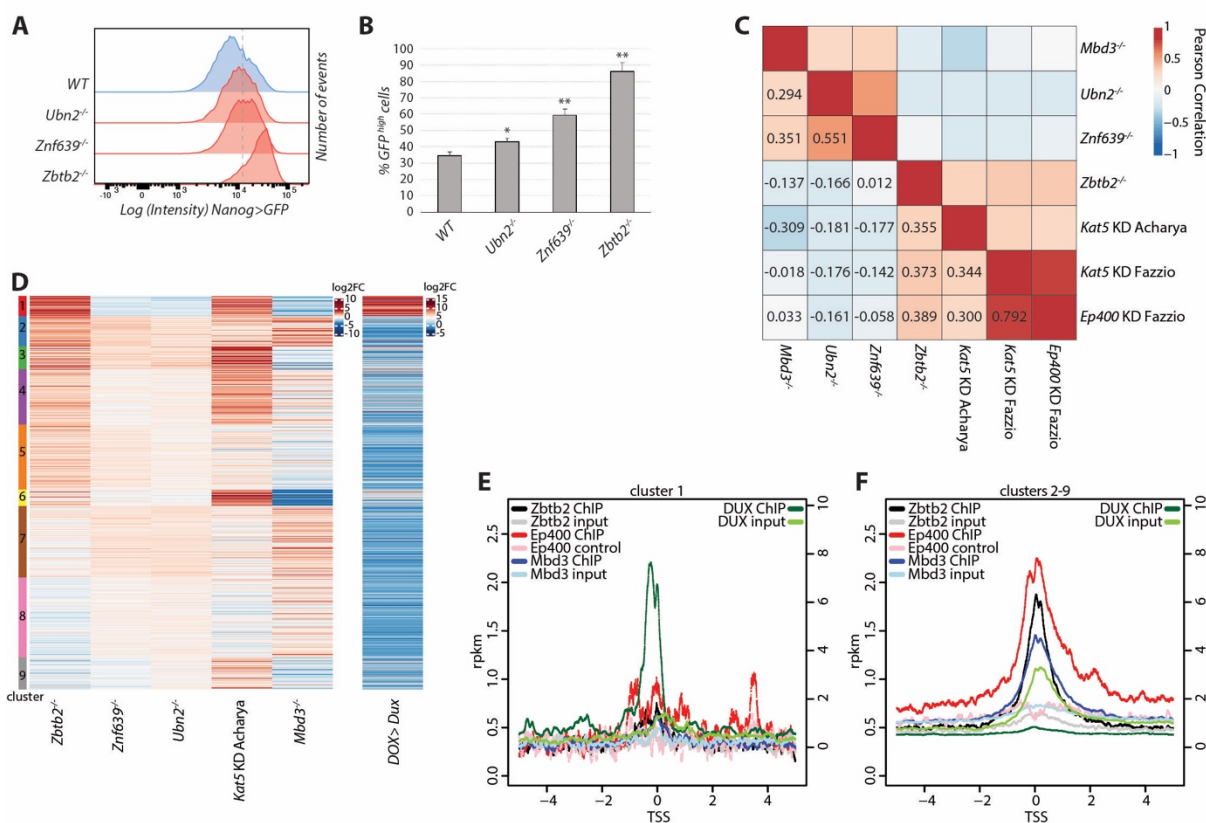 A
WT
Ubn2-/-
Znf639-/-
Zbtb2-/-
Number of events
-10 3
0
10 3
10 4
10 5
Log (Intensity) Nanog>GFP
B
% GFP high cells
100
90
80
70
60
50
40
30
20
10
0
*
**
**
WT
Ubn2-/-
Znf639-/-
Zbtb2-/-
C
Mbd3-/-
0.294
Ubn2-/-
0.351 0.551
Znf639-/-
-0.137 -0.166 0.012
Zbtb2-/-
-0.309 -0.181 -0.177 0.355
Kat5 KD Acharya
-0.018 -0.176 -0.142 0.373 0.344
Kat5 KD Fazzio
0.033 -0.161 -0.058 0.389 0.300 0.792
Ep400 KD Fazzio
Mbd3-/-
Ubn2-/-
Znf639-/-
Zbtb2-/-
Kat5 KD Acharya
Kat5 KD Fazzio
Ep400 KD Fazzio
1
0.5
0
-0.5
-1
Pearson Correlation
D
log2FC
10
5
0
-5
-10
log2FC
15
10
5
0
-5
1
2
3
4
5
6
7
8
9
cluster
Zbtb2-/-
Znf639-/-
Ubn2-/-
Kat5 KD Acharya
Mbd3-/-
DOX> Dux
E
cluster 1
Zbtb2 ChIP
Zbtb2 input
Ep400 ChIP
Ep400 control
Mbd3 ChIP
Mbd3 input
DUX ChIP
DUX input
rpkm
2.5
2.0
1.5
1.0
0.5
0.0
10
8
6
4
2
0
-4 -2 0 2 4
TSS
F
clusters 2-9
Zbtb2 ChIP
Zbtb2 input
Ep400 ChIP
Ep400 control
Mbd3 ChIP
Mbd3 input
DUX ChIP
DUX input
rpkm
2.5
2.0
1.5
1.0
0.5
0.0
10
8
6
4
2
0
-4 -2 0 2 4
TSS